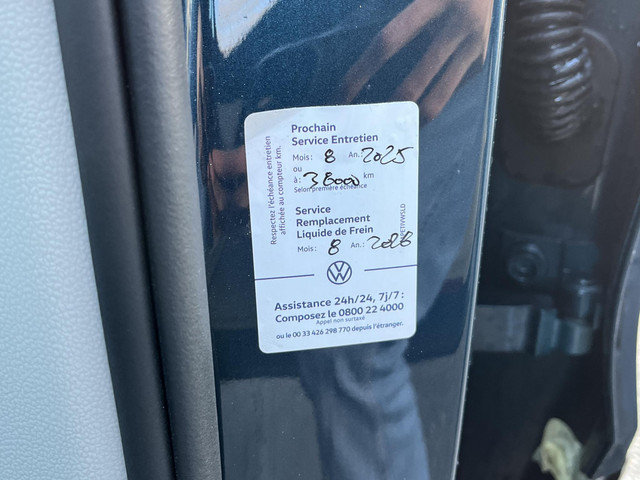 Prochain
Service Entretien
Mois: 8 An.: 2025
ou
à: 38000 km
Selon première échéance
Respectez l'échéance entretien
affichée au compteur km.
Service
Remplacement
Liquide de Frein
Mois: 8 An.: 2026
Assistance 24h/24, 7j/7 :
Composez le 0800 22 4000
Appel non surtaxé
ou le 00 33 426 298 770 depuis l'étranger.